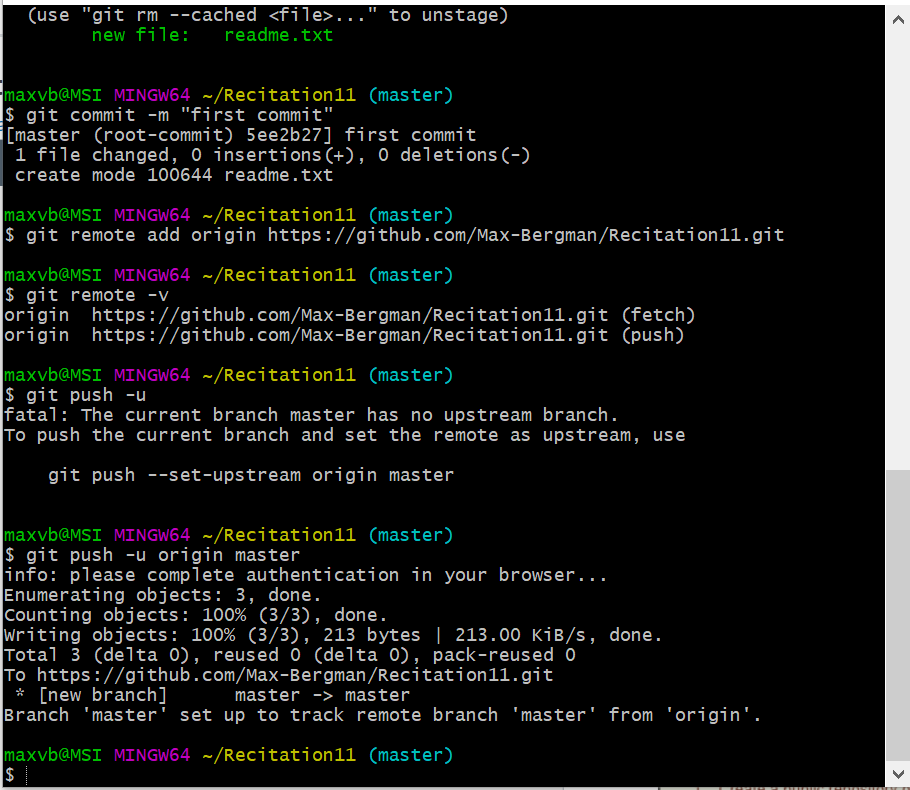 (use "git rm --cached <file>..." to unstage)
new file:   readme.txt
maxvb@MSI MINGW64 ~/Recitation11 (master)
$ git commit -m "first commit"
[master (root-commit) 5ee2b27] first commit
1 file changed, 0 insertions(+), 0 deletions(-)
create mode 100644 readme.txt
maxvb@MSI MINGW64 ~/Recitation11 (master)
$ git remote add origin https://github.com/Max-Bergman/Recitation11.git
maxvb@MSI MINGW64 ~/Recitation11 (master)
$ git remote -v
origin  https://github.com/Max-Bergman/Recitation11.git (fetch)
origin  https://github.com/Max-Bergman/Recitation11.git (push)
maxvb@MSI MINGW64 ~/Recitation11 (master)
$ git push -u
fatal: The current branch master has no upstream branch.
To push the current branch and set the remote as upstream, use
git push --set-upstream origin master
maxvb@MSI MINGW64 ~/Recitation11 (master)
$ git push -u origin master
info: please complete authentication in your browser...
Enumerating objects: 3, done.
Counting objects: 100% (3/3), done.
Writing objects: 100% (3/3), 213 bytes | 213.00 KiB/s, done.
Total 3 (delta 0), reused 0 (delta 0), pack-reused 0
To https://github.com/Max-Bergman/Recitation11.git
* [new branch]      master -> master
Branch 'master' set up to track remote branch 'master' from 'origin'.
maxvb@MSI MINGW64 ~/Recitation11 (master)
$